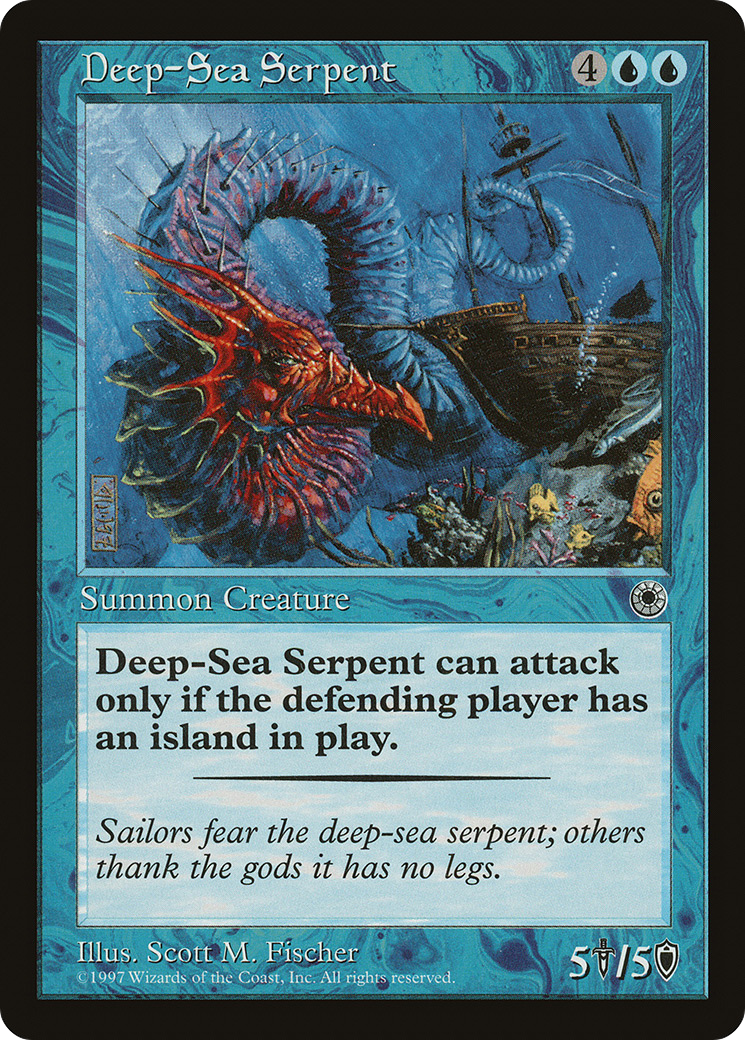 Deep-Sea Serpent 4
Summon Creature
Deep-Sea Serpent can attack
only if the defending player has
an island in play.
Sailors fear the deep-sea serpent; others
thank the gods it has no legs.
Illus. Scott M. Fischer
©1997 Wizards of the Coast, Inc. All rights reserved.
5/5